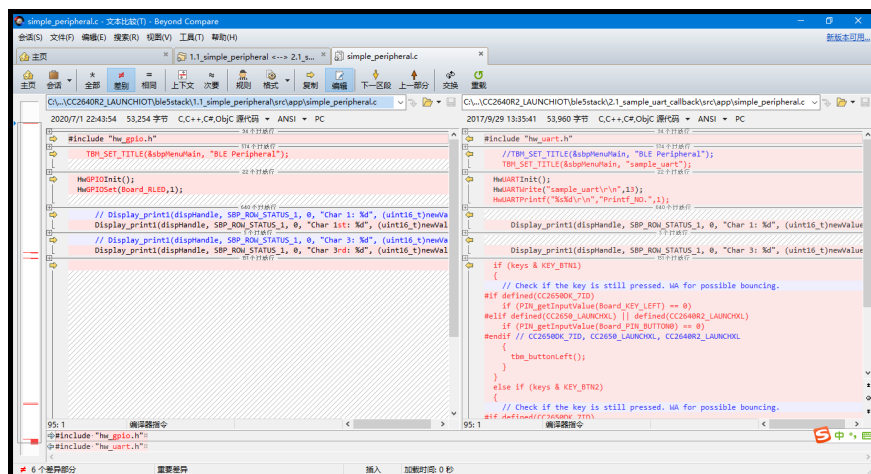 simple_peripheral.c - 文本比较(T) - Beyond Compare
会话(S) 文件(F) 编辑(E) 搜索(R) 视图(V) 工具(T) 帮助(H) 新版本可用...
主页 1.1_simple_peripheral <--> 2.1_s... simple_peripheral.c
主页 会话 全部 差别 相同 上下文 次要 规则 格式 复制 编辑 下一区段 上一部分 交换 重载
C:\...\CC2640R2_LAUNCHIOT\ble5stack\1.1_simple_peripheral\src\app\simple_peripheral.c
C:\...\CC2640R2_LAUNCHIOT\ble5stack\2.1_sample_uart_callback\src\app\simple_peripheral.c
2020/7/1 22:43:54 53,254 字节 C,C++,C#,ObjC 源代码 ANSI PC
2017/9/29 13:35:41 53,960 字节 C,C++,C#,ObjC 源代码 ANSI PC
#include "hw_gpio.h"
TBM_SET_TITLE(&sbpMenuMain, "BLE Peripheral");
HwGPIOInit();
HwGPIOSet(Board_RLED,1);
// Display_print1(dispHandle, SBP_ROW_STATUS_1, 0, "Char 1: %d", (uint16_t)newVa
Display_print1(dispHandle, SBP_ROW_STATUS_1, 0, "Char 1st: %d", (uint16_t)newVal
// Display_print1(dispHandle, SBP_ROW_STATUS_1, 0, "Char 3: %d", (uint16_t)newVa
Display_print1(dispHandle, SBP_ROW_STATUS_1, 0, "Char 3rd: %d", (uint16_t)newVal
#include "hw_uart.h"
//TBM_SET_TITLE(&sbpMenuMain, "BLE Peripheral");
TBM_SET_TITLE(&sbpMenuMain, "sample_uart");
HwUARTInit();
HwUARTWrite("sample_uart\r\n",13);
HwUARTPrintf("%s%d\r\n","Printf_NO.",1);
Display_print1(dispHandle, SBP_ROW_STATUS_1, 0, "Char 1: %d", (uint16_t)newValue
Display_print1(dispHandle, SBP_ROW_STATUS_1, 0, "Char 3: %d", (uint16_t)newValue
if (keys & KEY_BTN1)
{
// Check if the key is still pressed. WA for possible bouncing.
#if defined(CC2650DK_7ID)
if (PIN_getInputValue(Board_KEY_LEFT) == 0)
#elif defined(CC2650_LAUNCHXL) || defined(CC2640R2_LAUNCHXL)
if (PIN_getInputValue(Board_PIN_BUTTON0) == 0)
#endif // CC2650DK_7ID, CC2650_LAUNCHXL, CC2640R2_LAUNCHXL
{
tbm_buttonLeft();
}
}
else if (keys & KEY_BTN2)
{
// Check if the key is still pressed. WA for possible bouncing.
#if defined(CC2650DK_7ID)
95: 1 编译器指令
95: 1 编译器指令
#include "hw_gpio.h"
#include "hw_uart.h"
中
6 个差异部分 重要差异 插入 加载时间: 0 秒